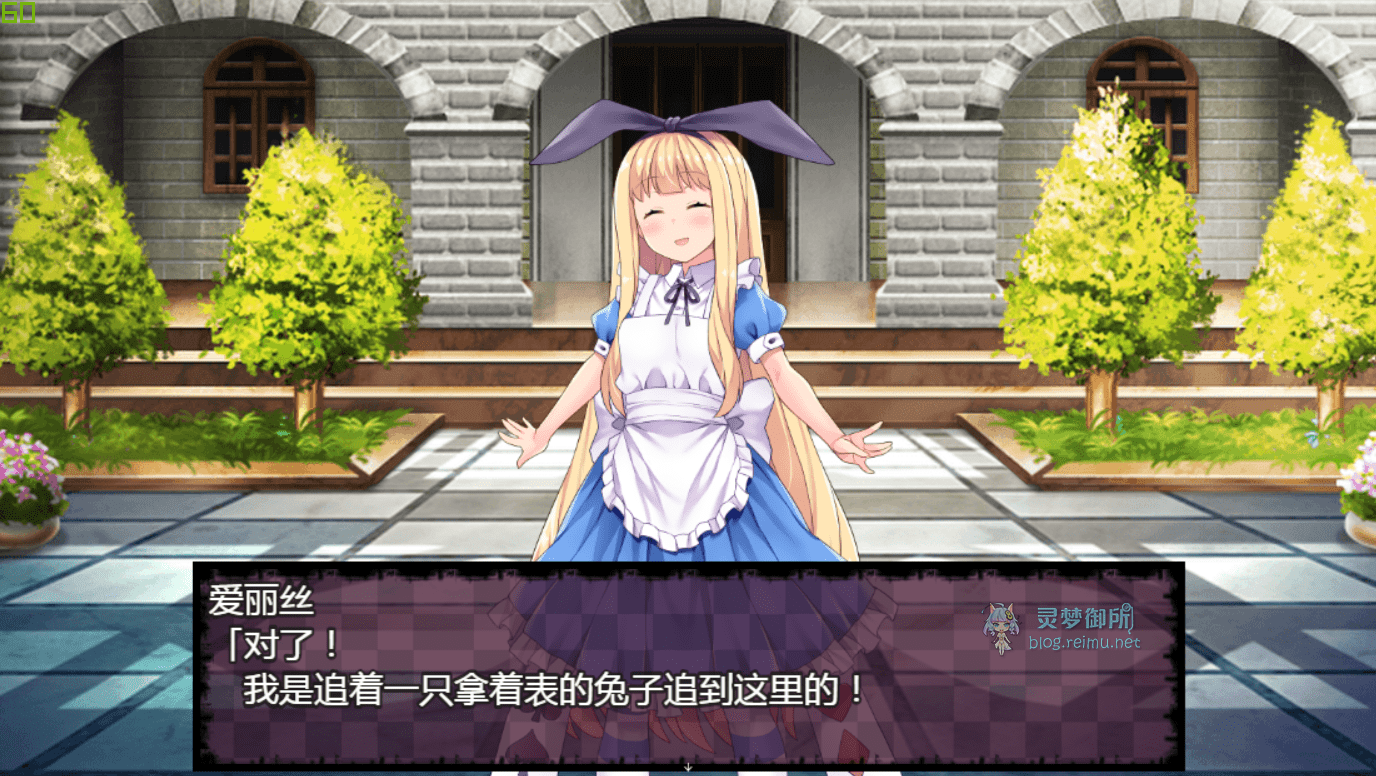 60
爱丽丝
「对了！
我是追着一只拿着表的兔子追到这里的！
灵梦御所
blog.reimu.net